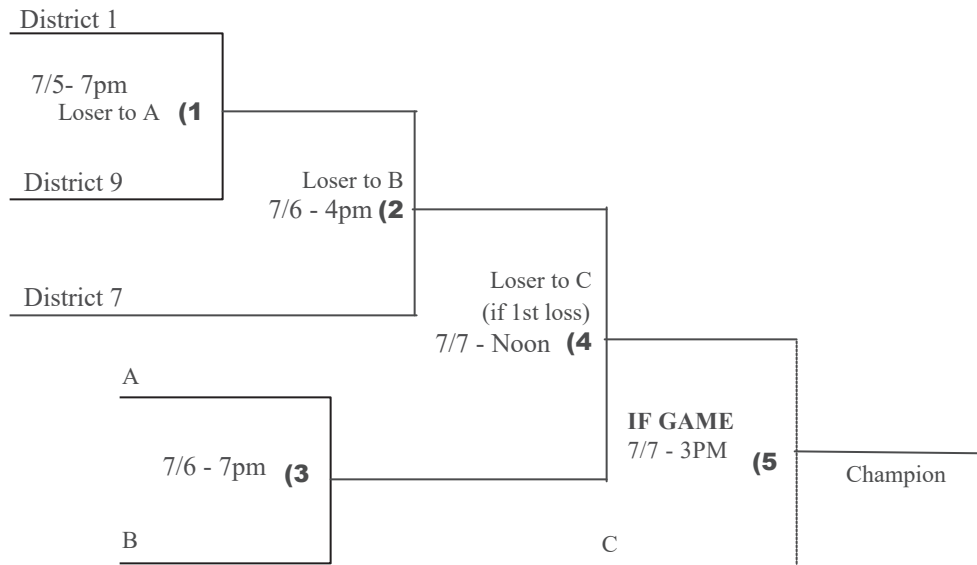 District 1
7/5- 7pm
Loser to A (1
District 9
Loser to B
7/6 - 4pm (2
District 7
Loser to C
(if 1st loss)
7/7 - Noon (4
A
7/6 - 7pm (3
B
IF GAME
7/7 - 3PM (5
Champion
C